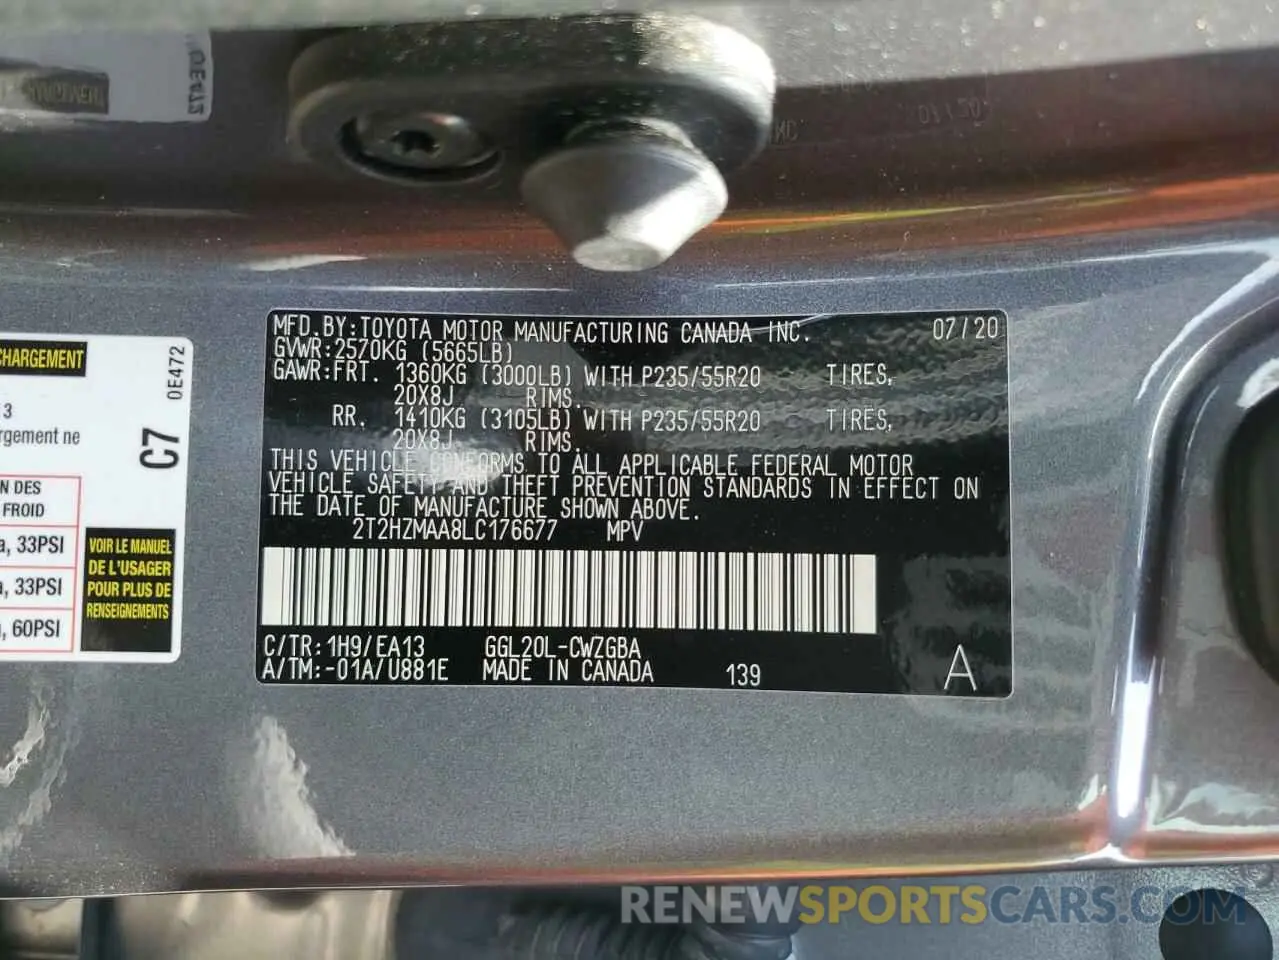 CHARGEMENT
3
argement ne
N DES
FROID
a, 33PSI
a, 33PSI
a, 60PSI
C7
0E472
VOIR LE MANUEL
DE L'USAGER
POUR PLUS DE
RENSEIGNEMENTS
MFD.BY:TOYOTA MOTOR MANUFACTURING CANADA INC. 07/20
GVWR:2570KG (5665LB)
GAWR:FRT. 1360KG (3000LB) WITH P235/55R20 TIRES,
20X8J RIMS.
RR. 1410KG (3105LB) WITH P235/55R20 TIRES,
20X8J RIMS.
THIS VEHICLE CONFORMS TO ALL APPLICABLE FEDERAL MOTOR
VEHICLE SAFETY AND THEFT PREVENTION STANDARDS IN EFFECT ON
THE DATE OF MANUFACTURE SHOWN ABOVE.
2T2HZMAA8LC176677 MPV
C/TR:1H9/EA13 GGL20L-CWZGBA
A/TM:-01A/U881E MADE IN CANADA 139 A
RENEWSPORTSCARS.COM